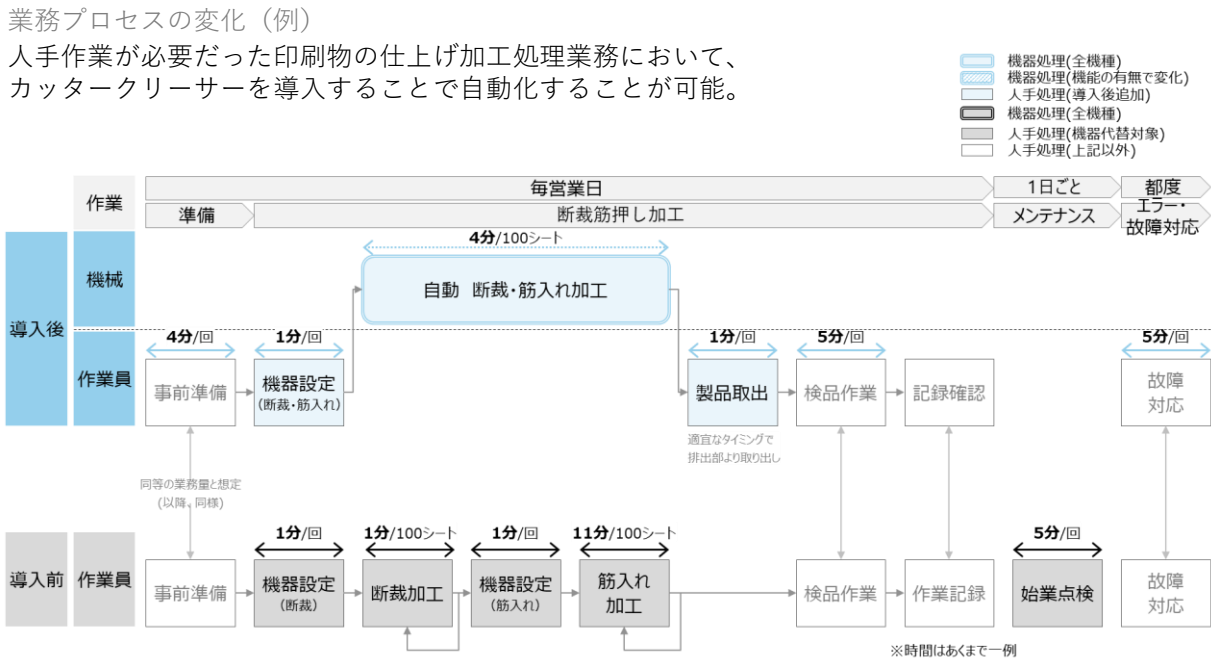 業務プロセスの変化（例）
人手作業が必要だった印刷物の仕上げ加工処理業務において、
カッタークリーサーを導入することで自動化することが可能。
機器処理(全機種)
機器処理(機能の有無で変化)
人手処理(導入後追加)
機器処理(全機種)
人手処理(機器代替対象)
人手処理(上記以外)
作業
毎営業日
1日ごと
都度
準備
断裁筋押し加工
メンテナンス
エラー・
故障対応
導入後
機械
4分/100シート
自動 断裁・筋入れ加工
作業員
4分/回
1分/回
1分/回
5分/回
5分/回
事前準備
機器設定
(断裁・筋入れ)
製品取出
検品作業
記録確認
故障
対応
適宜なタイミングで
排出部より取り出し
同等の業務量と想定
(以降、同様)
導入前
作業員
1分/回
1分/100シート
1分/回
11分/100シート
5分/回
事前準備
機器設定
(断裁)
断裁加工
機器設定
(筋入れ)
筋入れ
加工
検品作業
作業記録
始業点検
故障
対応
※時間はあくまで一例